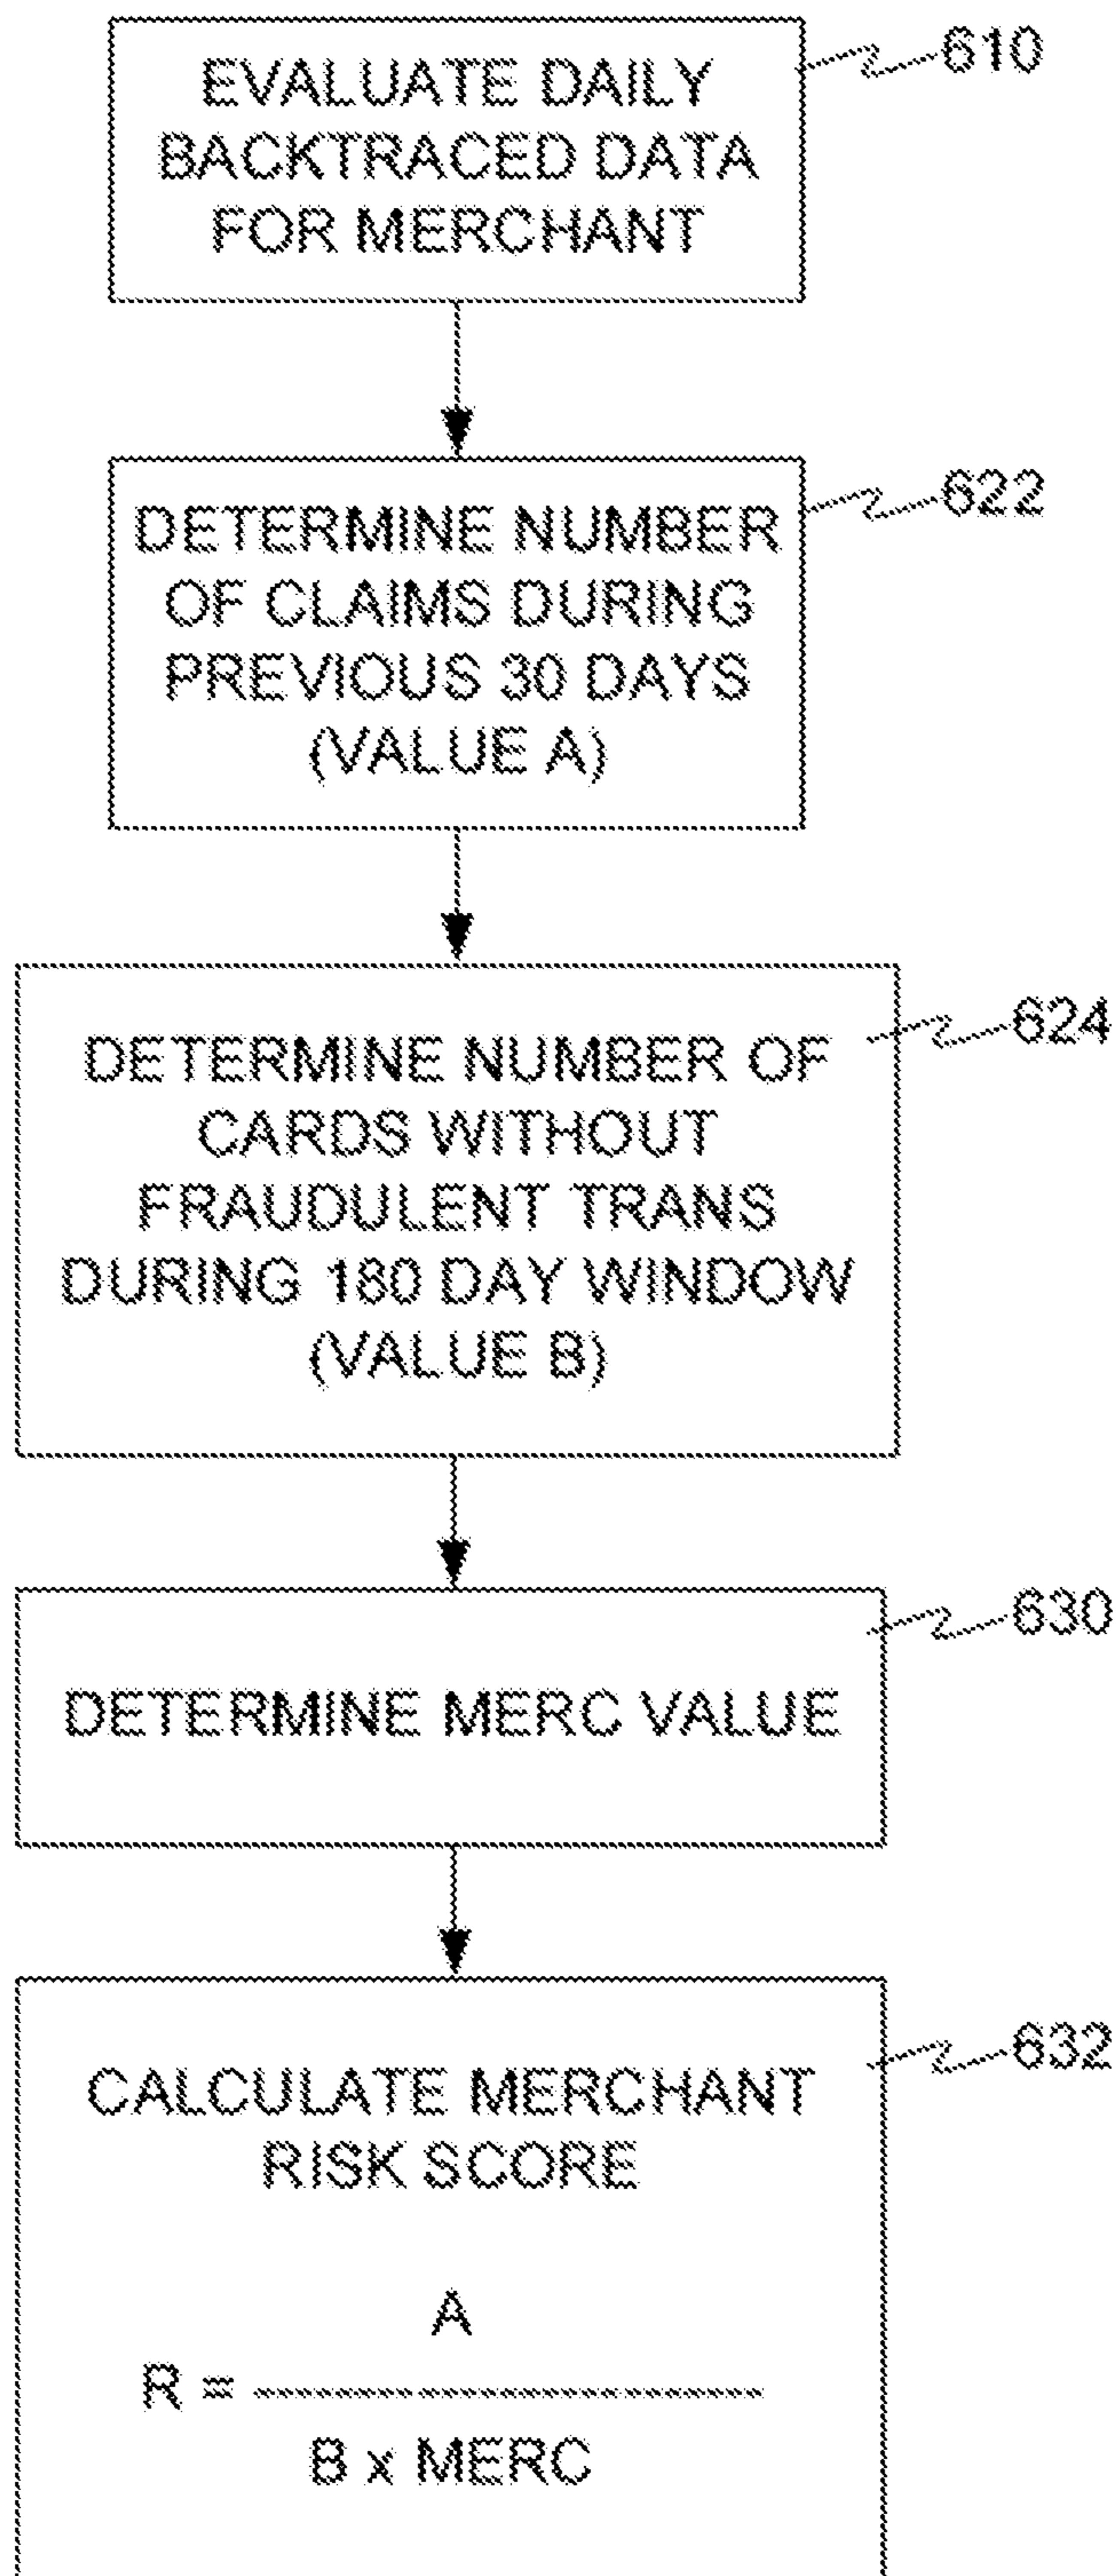 EVALUATE DAILY
BACKTRACED DATA
FOR MERCHANT
610
DETERMINE NUMBER
OF CLAIMS DURING
PREVIOUS 30 DAYS
(VALUE A)
622
DETERMINE NUMBER OF
CARDS WITHOUT
FRAUDULENT TRANS
DURING 180 DAY WINDOW
(VALUE B)
624
DETERMINE MERC VALUE
630
CALCULATE MERCHANT
RISK SCORE
632
A
R = --------------------
B x MERC